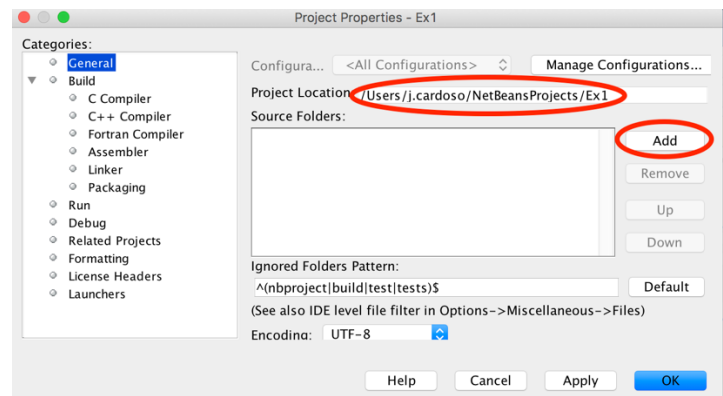 Project Properties - Ex1
Categories:
General
Build
C Compiler
C++ Compiler
Fortran Compiler
Assembler
Linker
Packaging
Run
Debug
Related Projects
Formatting
License Headers
Launchers
Configura... <All Configurations> Manage Configurations...
Project Location: /Users/j.cardoso/NetBeansProjects/Ex1
Source Folders:
Add
Remove
Up
Down
Ignored Folders Pattern:
^(nbproject|build|test|tests)$ Default
(See also IDE level file filter in Options->Miscellaneous->Files)
Encoding: UTF-8
Help Cancel Apply OK